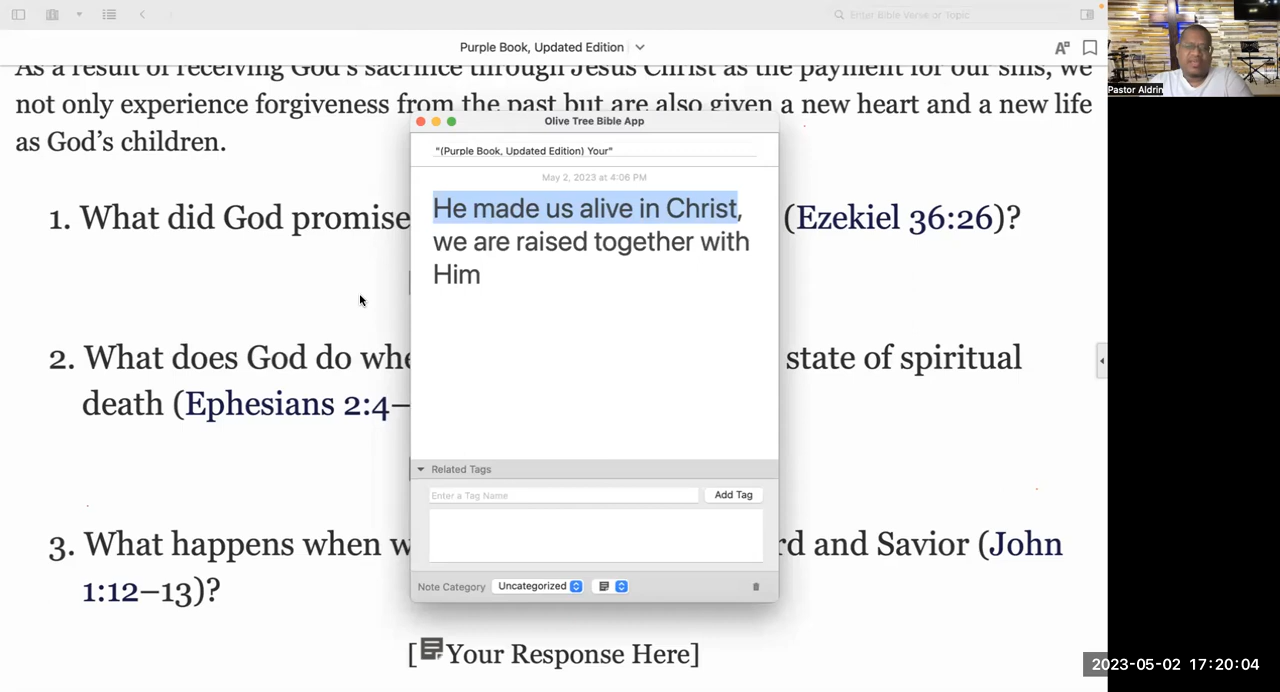 Enter Bible Verse or Topic
Purple Book, Updated Edition
As a result of receiving God's sacrifice through Jesus Christ as the payment for our sins, we
not only experience forgiveness from the past but are also given a new heart and a new life
as God's children.
Olive Tree Bible App
"(Purple Book, Updated Edition) Your"
May 2, 2023 at 4:06 PM
He made us alive in Christ,
we are raised together with
Him
1. What did God promise
(Ezekiel 36:26)?
2. What does God do
state of spiritual
death (Ephesians 2:4–
3. What happens when
and Savior (John
1:12–13)?
[Your Response Here]
Related Tags
Enter a Tag Name
Add Tag
Note Category
Uncategorized
Pastor Aldrin
2023-05-02 17:20:04